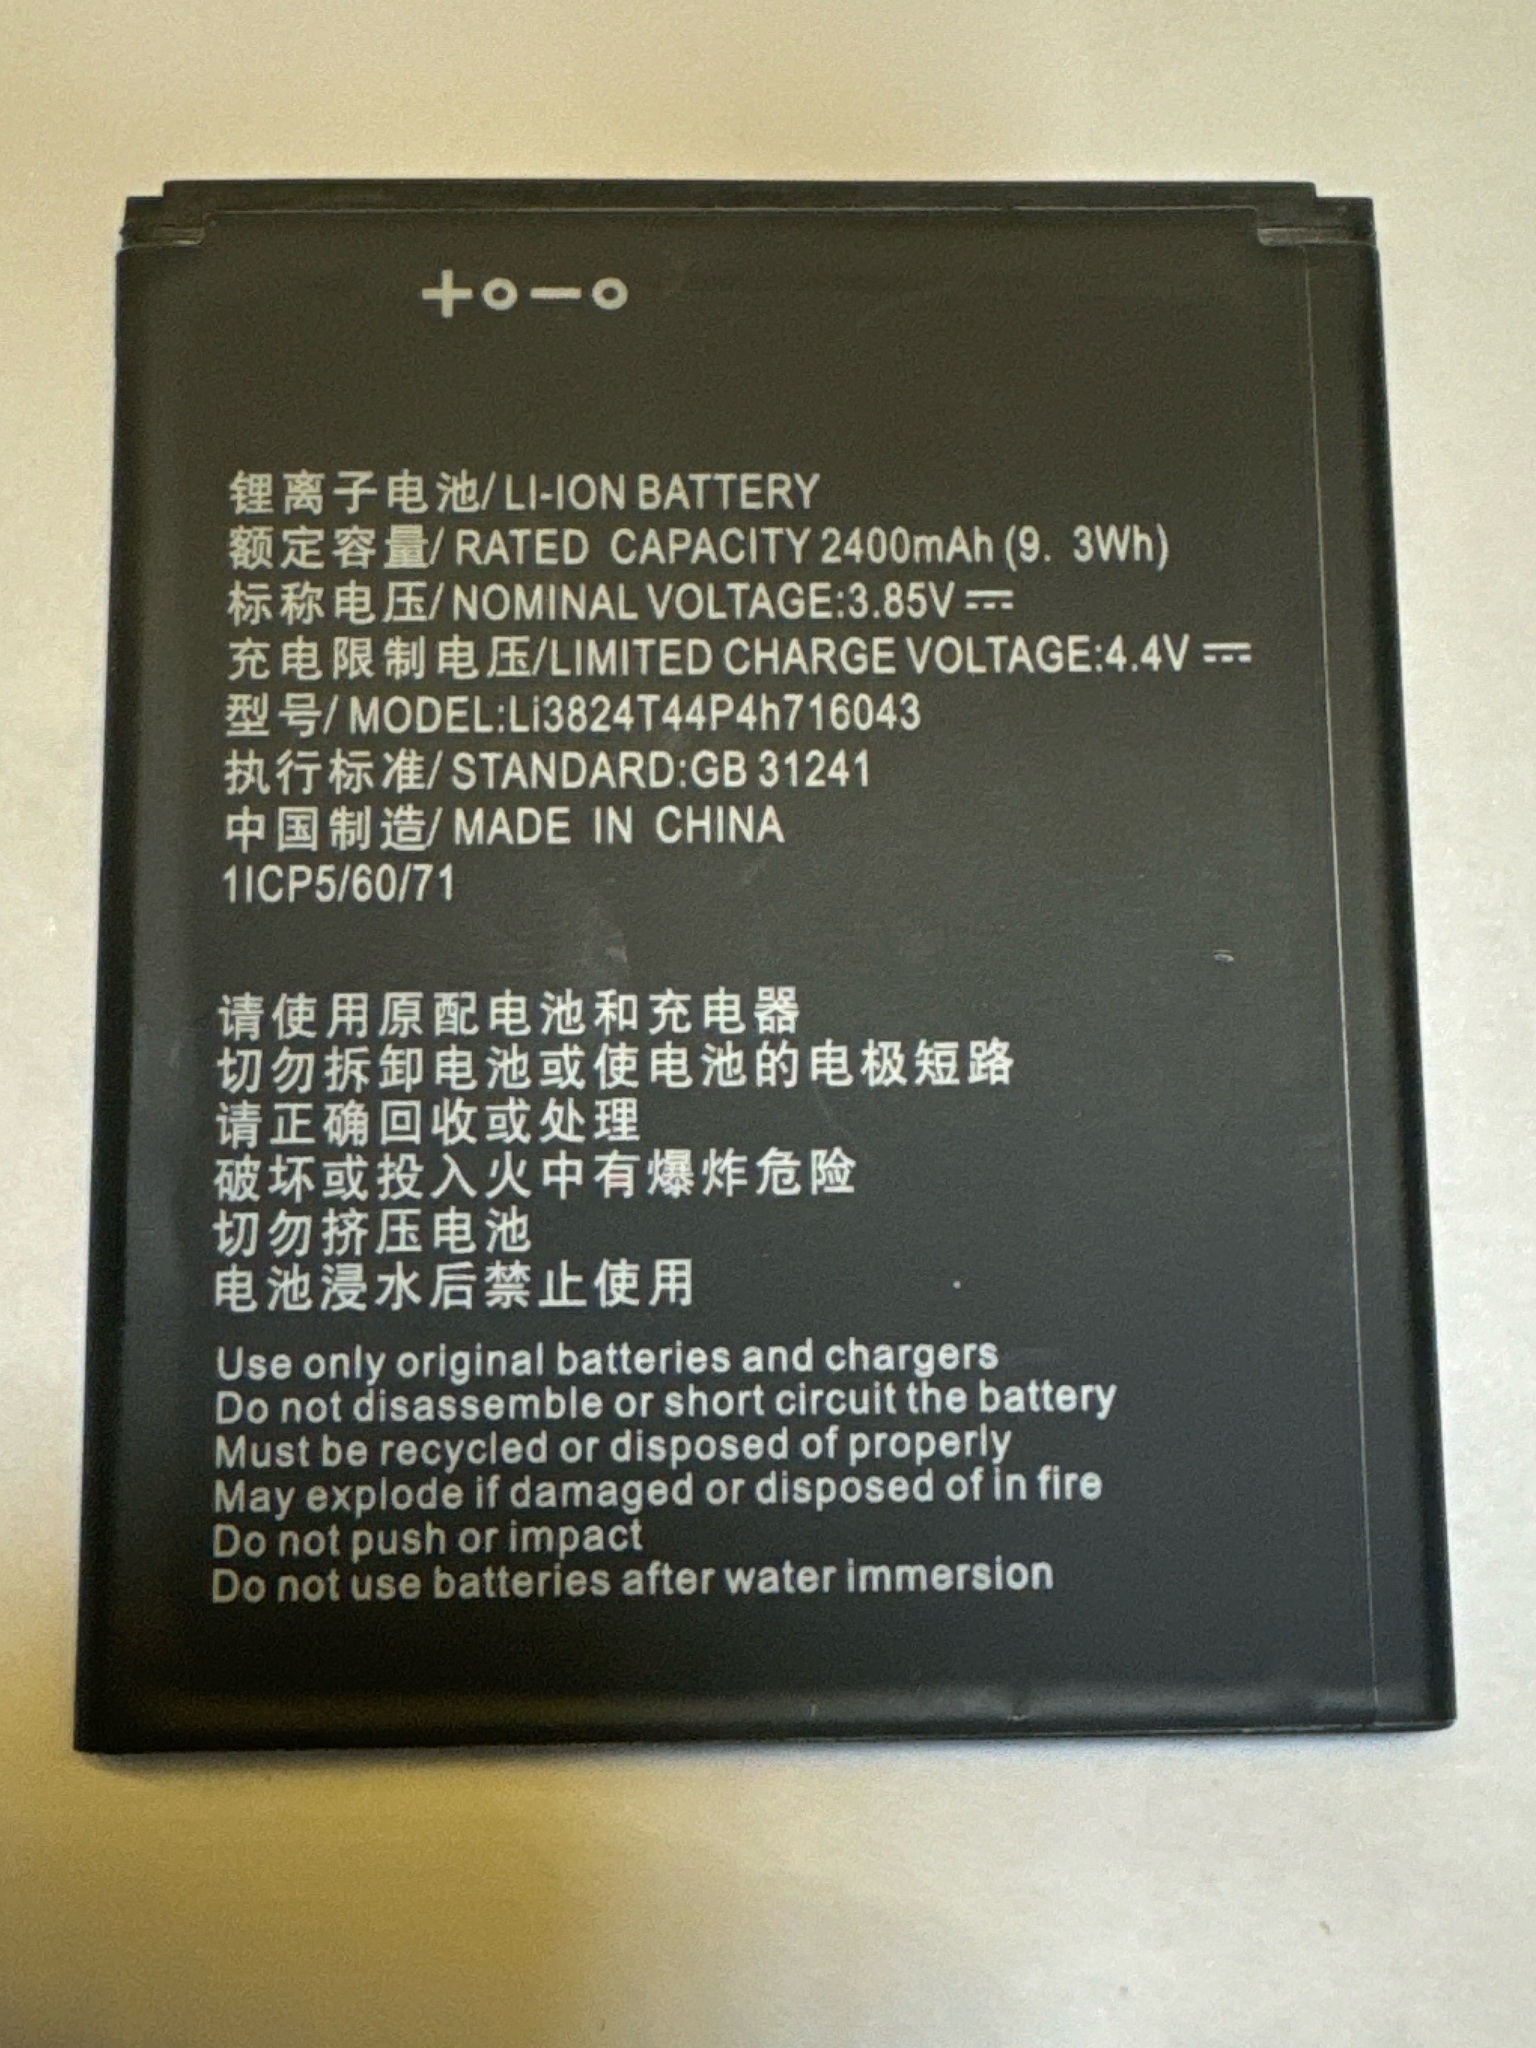 +o−o
锂离子电池/ LI-ION BATTERY
额定容量/ RATED CAPACITY 2400mAh (9. 3Wh)
标称电压/ NOMINAL VOLTAGE:3.85V ⎓
充电限制电压/LIMITED CHARGE VOLTAGE:4.4V ⎓
型号/ MODEL:Li3824T44P4h716043
执行标准/ STANDARD:GB 31241
中国制造/ MADE IN CHINA
1ICP5/60/71
请使用原配电池和充电器
切勿拆卸电池或使电池的电极短路
请正确回收或处理
破坏或投入火中有爆炸危险
切勿挤压电池
电池浸水后禁止使用
Use only original batteries and chargers
Do not disassemble or short circuit the battery
Must be recycled or disposed of properly
May explode if damaged or disposed of in fire
Do not push or impact
Do not use batteries after water immersion